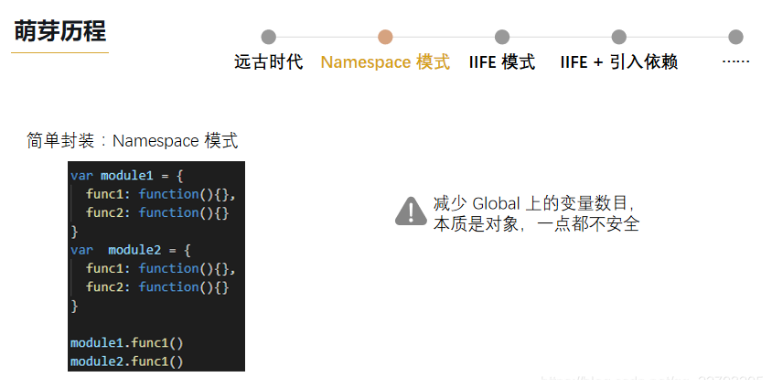 萌芽历程
远古时代
Namespace 模式
IIFE 模式
IIFE + 引入依赖
……
简单封装：Namespace 模式
var module1 = {
func1: function(){},
func2: function(){}
}
var module2 = {
func1: function(){},
func2: function(){}
}
module1.func1()
module2.func1()
减少 Global 上的变量数目，
本质是对象，一点都不安全